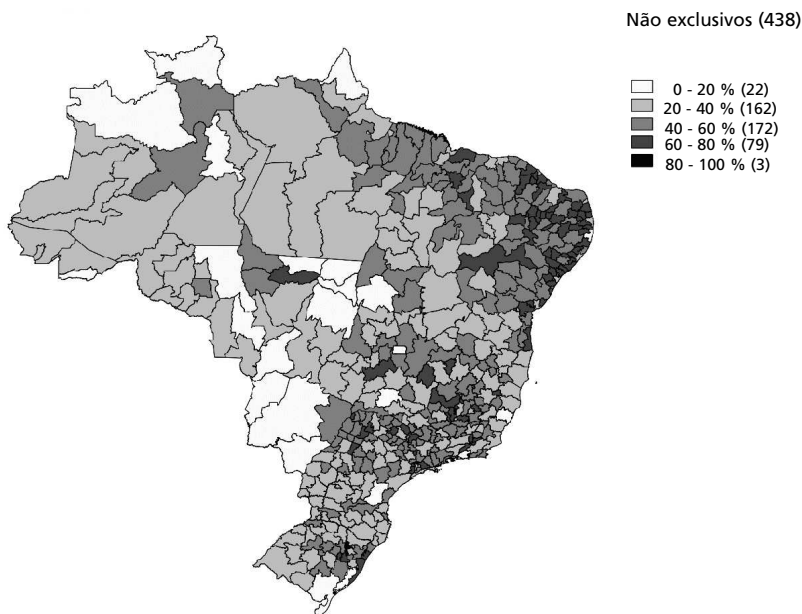 Não exclusivos (438)
0 - 20 % (22)
20 - 40 % (162)
40 - 60 % (172)
60 - 80 % (79)
80 - 100 % (3)